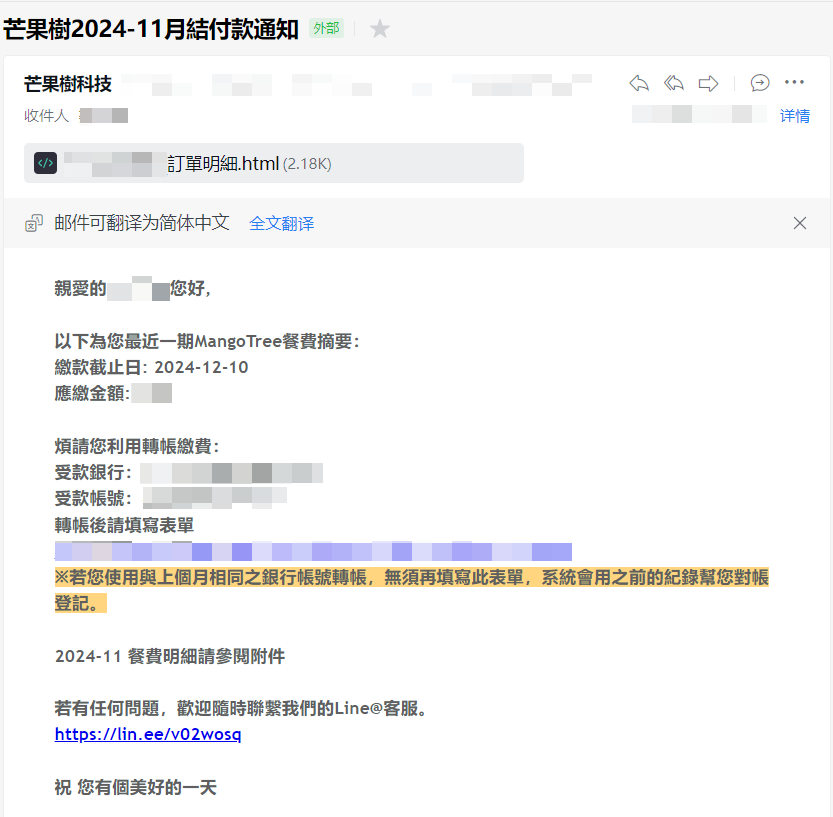 芒果樹2024-11月結付款通知 外部
芒果樹科技
收件人
详情
</> 訂單明細.html (2.18K)
邮件可翻译为简体中文 全文翻译
親愛的 您好，
以下為您最近一期MangoTree餐費摘要：
繳款截止日: 2024-12-10
應繳金額:
煩請您利用轉帳繳費：
受款銀行：
受款帳號：
轉帳後請填寫表單
※若您使用與上個月相同之銀行帳號轉帳，無須再填寫此表單，系統會用之前的紀錄幫您對帳
登記。
2024-11 餐費明細請參閱附件
若有任何問題，歡迎隨時聯繫我們的Line@客服。
https://lin.ee/v02wosq
祝 您有個美好的一天